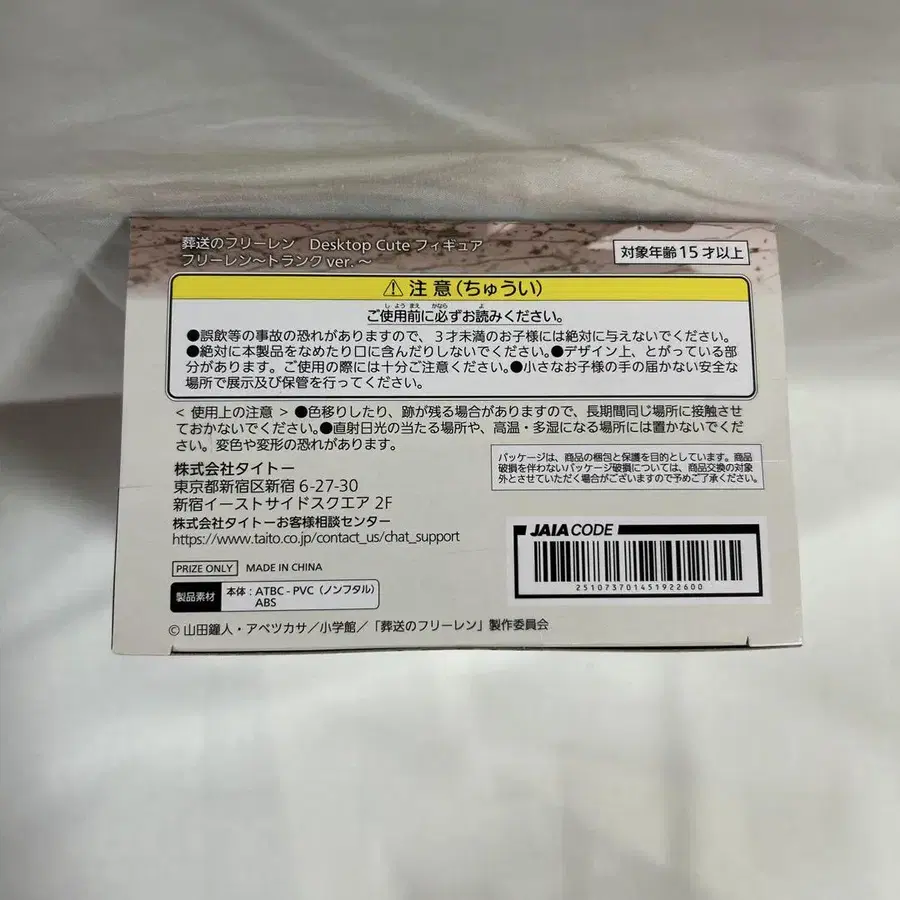 葬送のフリーレン　Desktop Cute フィギュア
フリーレン～トランク ver. ～
対象年齢 15 才以上
⚠ 注意（ちゅうい）
ご使用前に必ずお読みください。
●誤飲等の事故の恐れがありますので、３才未満のお子様には絶対に与えないでください。
●絶対に本製品をなめたり口に含んだりしないでください。●デザイン上、とがっている部
分があります。ご使用の際には十分ご注意ください。●小さなお子様の手の届かない安全な
場所で展示及び保管を行ってください。
< 使用上の注意 > ●色移りしたり、跡が残る場合がありますので、長期間同じ場所に接触させ
ておかないでください。●直射日光の当たる場所や、高温・多湿になる場所には置かないでくだ
さい。変色や変形の恐れがあります。
パッケージは、商品の梱包と保護を目的としています。商品
破損を伴わないパッケージ破損については、商品交換の対象
外とさせていただく場合がございますので予めご了承ください。
株式会社タイトー
東京都新宿区新宿 6-27-30
新宿イーストサイドスクエア 2F
株式会社タイトーお客様相談センター
https://www.taito.co.jp/contact_us/chat_support
JAIA CODE
251073701451922600
PRIZE ONLY MADE IN CHINA
製品素材 本体 : ATBC - PVC（ノンフタル）
ABS
© 山田鐘人・アベツカサ／小学館／「葬送のフリーレン」製作委員会